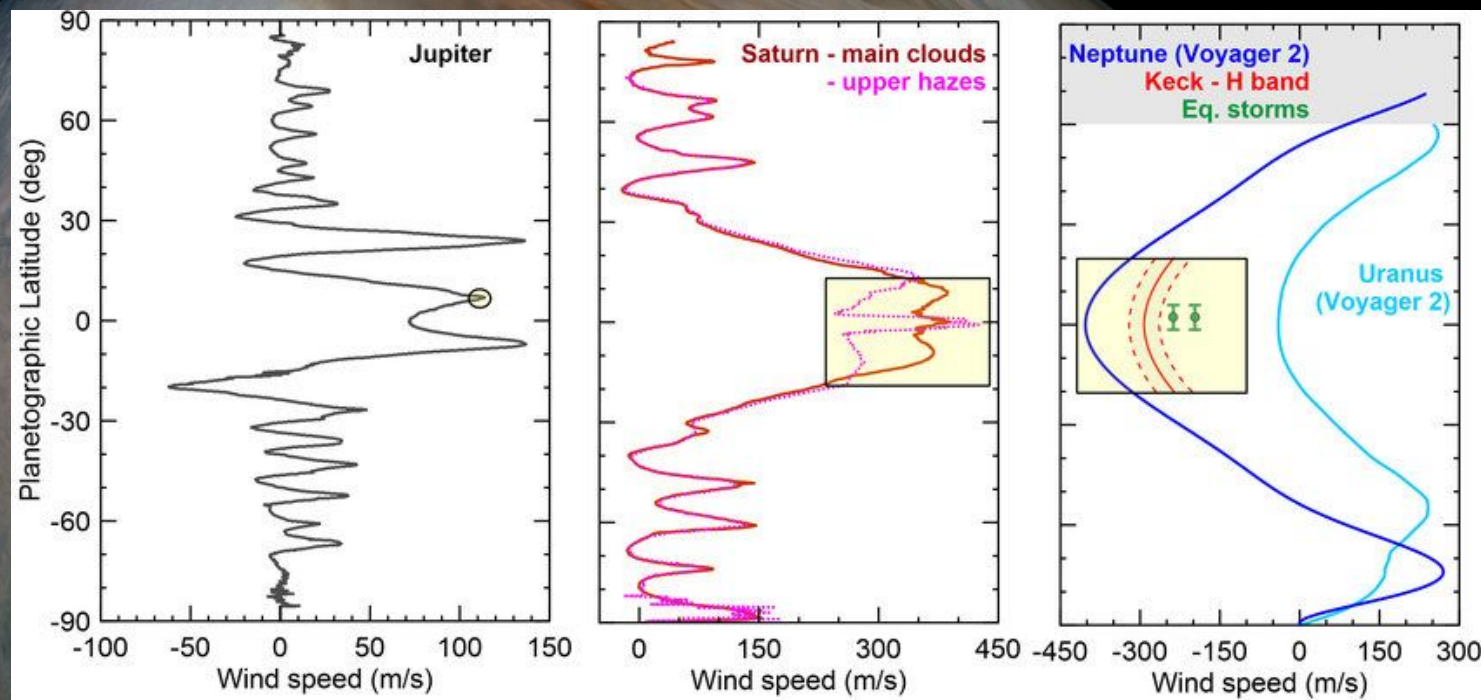 90
60
30
0
-30
-60
-90
Planetographic Latitude (deg)
Jupiter
-100 -50 0 50 100 150
Wind speed (m/s)
Saturn - main clouds
- upper hazes
0 150 300 450
Wind speed (m/s)
Neptune (Voyager 2)
Keck - H band
Eq. storms
Uranus
(Voyager 2)
-450 -300 -150 0 150 300
Wind speed (m/s)